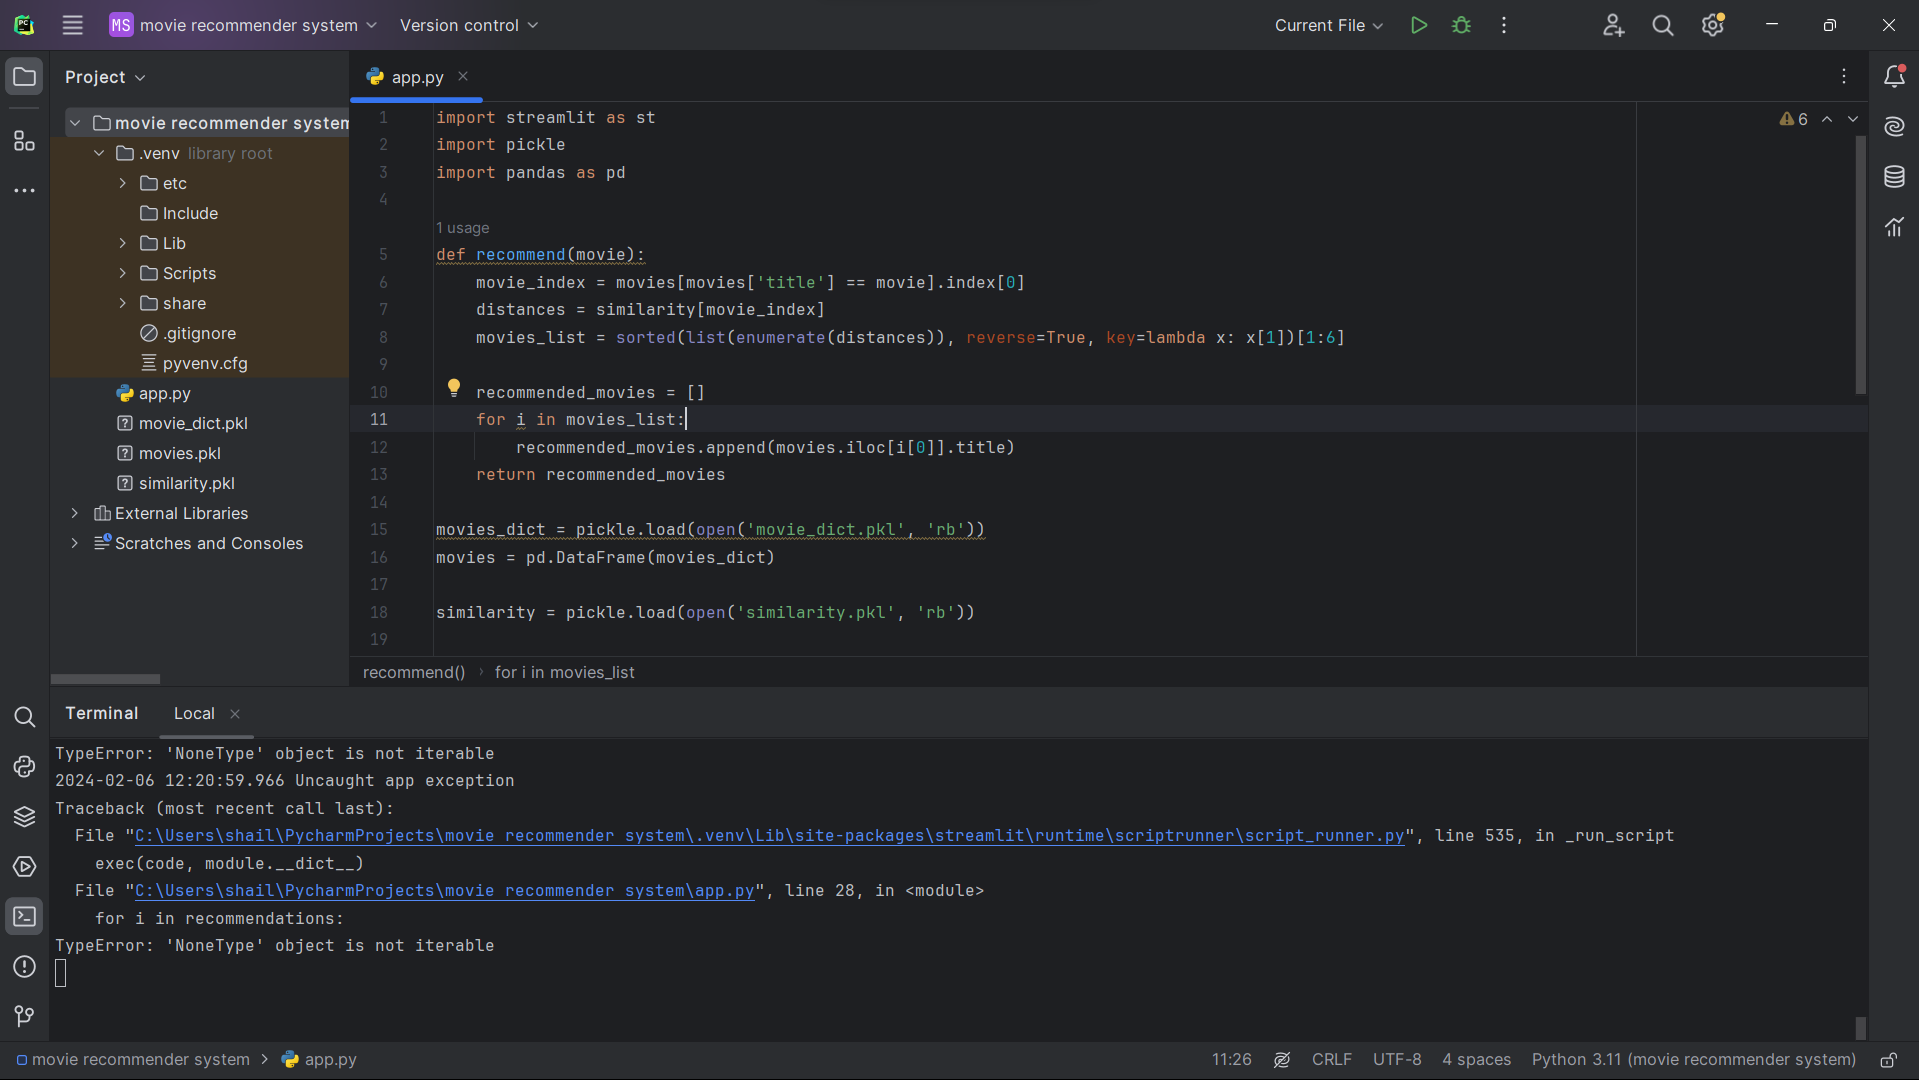 MS movie recommender system Version control Current File
Project
app.py
movie recommender system
.venv library root
etc
Include
Lib
Scripts
share
.gitignore
pyvenv.cfg
app.py
movie_dict.pkl
movies.pkl
similarity.pkl
External Libraries
Scratches and Consoles
6
1 import streamlit as st
2 import pickle
3 import pandas as pd
4
1 usage
5 def recommend(movie):
6 movie_index = movies[movies['title'] == movie].index[0]
7 distances = similarity[movie_index]
8 movies_list = sorted(list(enumerate(distances)), reverse=True, key=lambda x: x[1])[1:6]
9
10 recommended_movies = []
11 for i in movies_list:
12 recommended_movies.append(movies.iloc[i[0]].title)
13 return recommended_movies
14
15 movies_dict = pickle.load(open('movie_dict.pkl', 'rb'))
16 movies = pd.DataFrame(movies_dict)
17
18 similarity = pickle.load(open('similarity.pkl', 'rb'))
19
recommend() › for i in movies_list
Terminal Local
TypeError: 'NoneType' object is not iterable
2024-02-06 12:20:59.966 Uncaught app exception
Traceback (most recent call last):
File "C:\Users\shail\PycharmProjects\movie recommender system\.venv\Lib\site-packages\streamlit\runtime\scriptrunner\script_runner.py", line 535, in _run_script
exec(code, module.__dict__)
File "C:\Users\shail\PycharmProjects\movie recommender system\app.py", line 28, in <module>
for i in recommendations:
TypeError: 'NoneType' object is not iterable
movie recommender system > app.py
11:26 CRLF UTF-8 4 spaces Python 3.11 (movie recommender system)